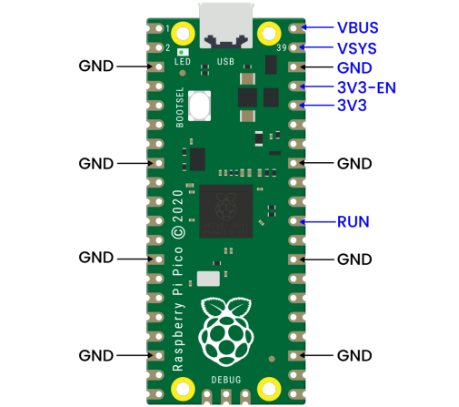 VBUS
1
2
39
VSYS
LED
USB
GND
GND
3V3-EN
3V3
BOOTSEL
GND
GND
RUN
Raspberry Pi Pico © 2020
GND
GND
GND
GND
DEBUG